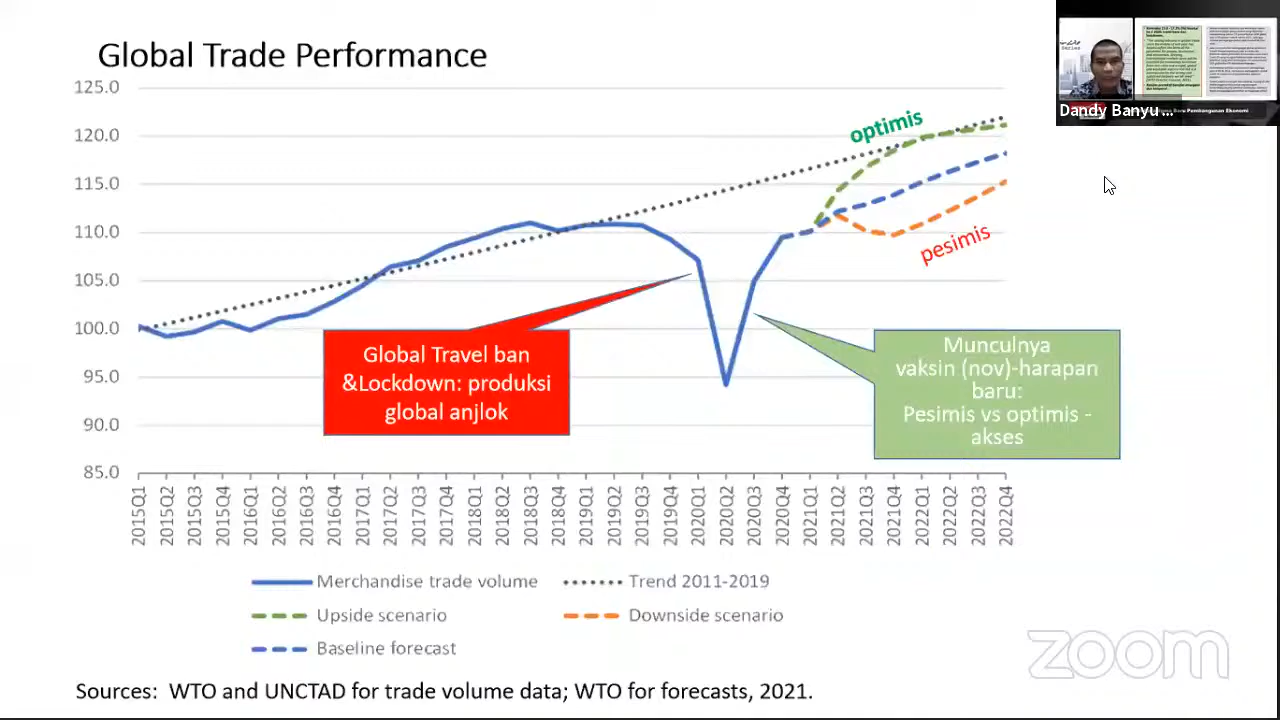 Global Trade Performance
125.0
120.0
115.0
110.0
105.0
100.0
95.0
90.0
85.0
optimis
pesimis
Global Travel ban
&Lockdown: produksi
global anjlok
Munculnya
vaksin (nov)-harapan
baru:
Pesimis vs optimis -
akses
2015Q1
2015Q2
2015Q3
2015Q4
2016Q1
2016Q2
2016Q3
2016Q4
2017Q1
2017Q2
2017Q3
2017Q4
2018Q1
2018Q2
2018Q3
2018Q4
2019Q1
2019Q2
2019Q3
2019Q4
2020Q1
2020Q2
2020Q3
2020Q4
2021Q1
2021Q2
2021Q3
2021Q4
2022Q1
2022Q2
2022Q3
2022Q4
Merchandise trade volume
Trend 2011-2019
Upside scenario
Downside scenario
Baseline forecast
Sources: WTO and UNCTAD for trade volume data; WTO for forecasts, 2021.
Dandy Banyu ...
Baru Pembangunan Ekonomi
zoom